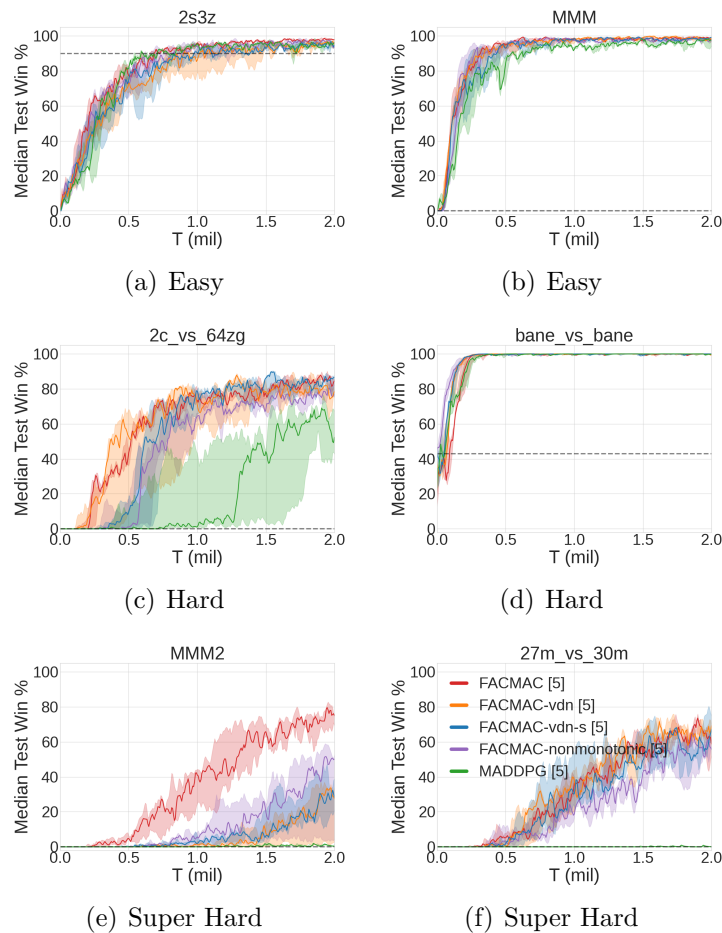 2s3z
MMM
Median Test Win %
100
80
60
40
20
0
0.0 0.5 1.0 1.5 2.0
T (mil)
Median Test Win %
100
80
60
40
20
0
0.0 0.5 1.0 1.5 2.0
T (mil)
(a) Easy
(b) Easy
2c_vs_64zg
bane_vs_bane
Median Test Win %
100
80
60
40
20
0
0.0 0.5 1.0 1.5 2.0
T (mil)
Median Test Win %
100
80
60
40
20
0
0.0 0.5 1.0 1.5 2.0
T (mil)
(c) Hard
(d) Hard
MMM2
27m_vs_30m
Median Test Win %
100
80
60
40
20
0
0.0 0.5 1.0 1.5 2.0
T (mil)
Median Test Win %
100
80
60
40
20
0
FACMAC [5]
FACMAC-vdn [5]
FACMAC-vdn-s [5]
FACMAC-nonmonotonic [5]
MADDPG [5]
0.0 0.5 1.0 1.5 2.0
T (mil)
(e) Super Hard
(f) Super Hard